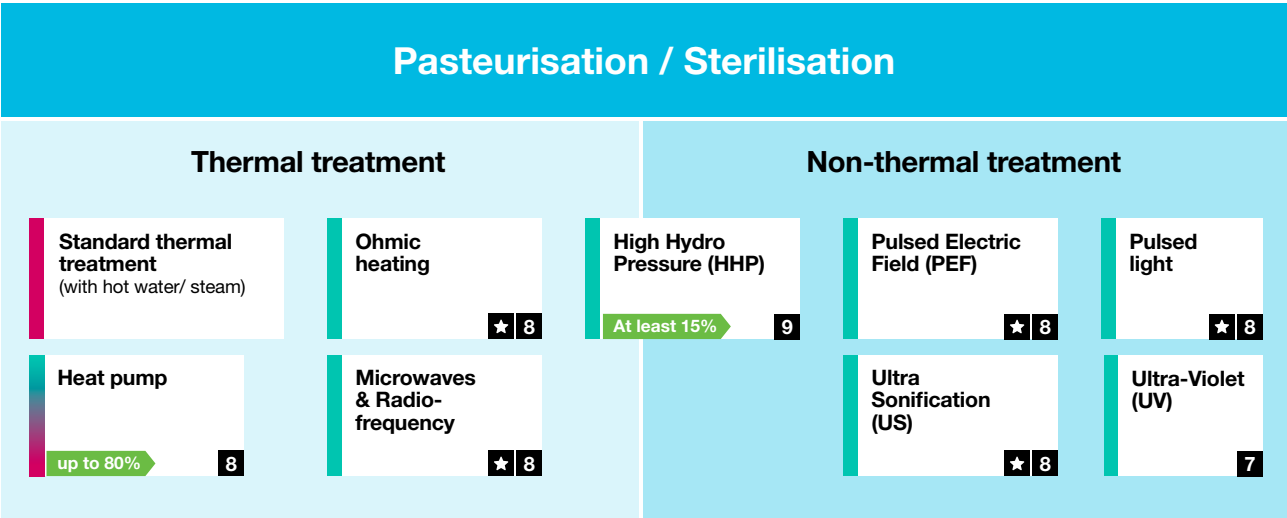 Pasteurisation / Sterilisation
Thermal treatment
Non-thermal treatment
Standard thermal
treatment
(with hot water/ steam)
Ohmic
heating
★ 8
High Hydro
Pressure (HHP)
At least 15%
9
Pulsed Electric
Field (PEF)
★ 8
Pulsed
light
★ 8
Heat pump
up to 80%
8
Microwaves
& Radio-
frequency
★ 8
Ultra
Sonification
(US)
★ 8
Ultra-Violet
(UV)
7